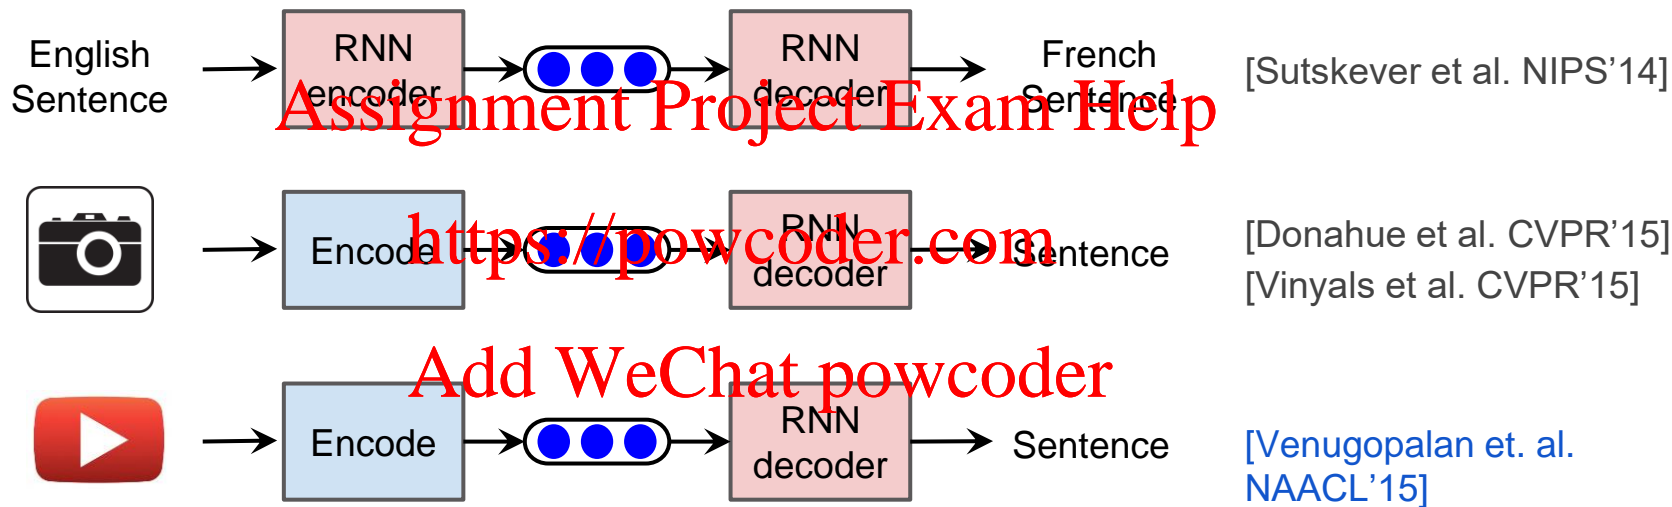 English
Sentence
RNN
encoder
RNN
decoder
French
Sentence
[Sutskever et al. NIPS'14]
Assignment Project Exam Help
Encode
RNN
decoder
Sentence
[Donahue et al. CVPR'15]
[Vinyals et al. CVPR'15]
https://powcoder.com
Add WeChat powcoder
Encode
RNN
decoder
Sentence
[Venugopalan et. al.
NAACL'15]